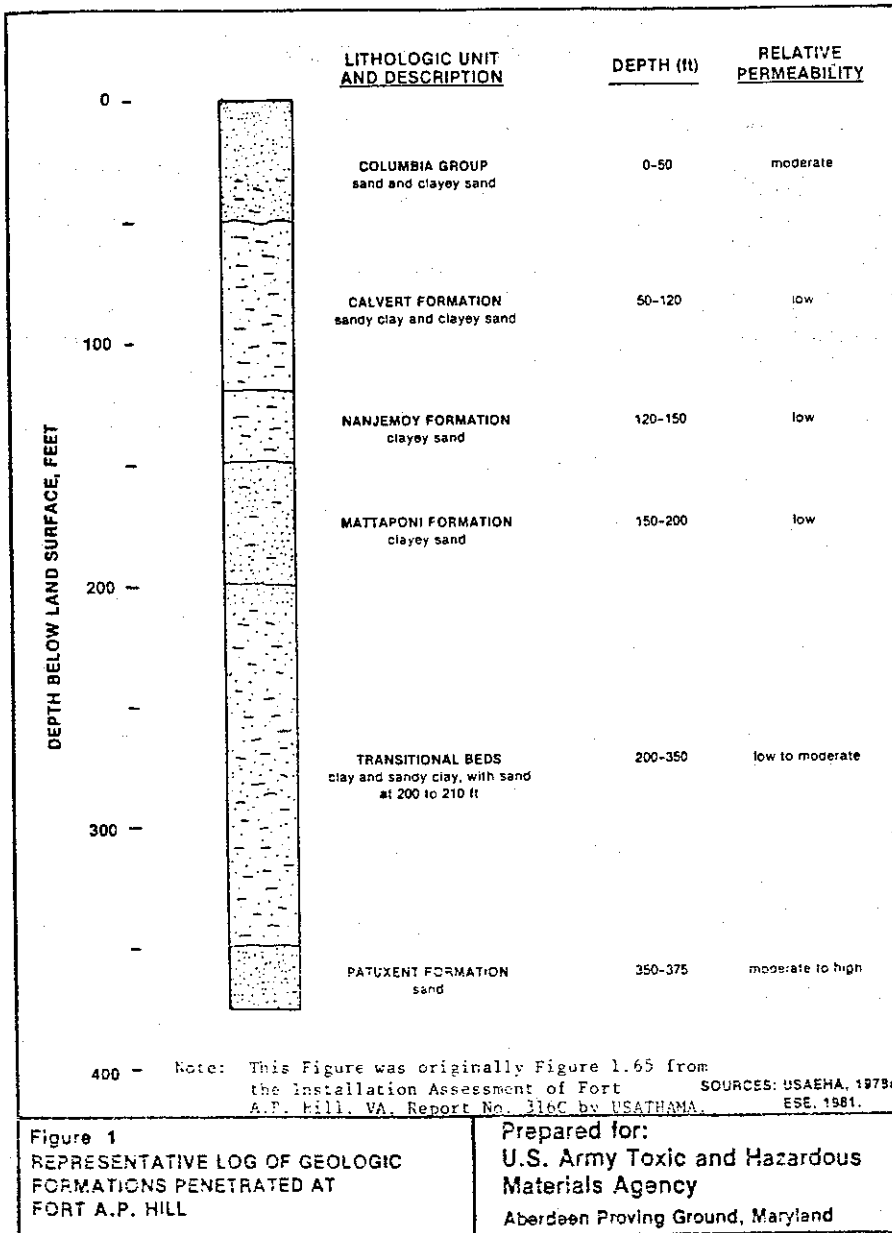 LITHOLOGIC UNIT
AND DESCRIPTION
DEPTH (ft)
RELATIVE
PERMEABILITY
DEPTH BELOW LAND SURFACE, FEET
0
100
200
300
400
COLUMBIA GROUP
sand and clayey sand
0-50
moderate
CALVERT FORMATION
sandy clay and clayey sand
50-120
low
NANJEMOY FORMATION
clayey sand
120-150
low
MATTAPONI FORMATION
clayey sand
150-200
low
TRANSITIONAL BEDS
clay and sandy clay, with sand
at 200 to 210 ft
200-350
low to moderate
PATUXENT FORMATION
sand
350-375
moderate to high
Note: This Figure was originally Figure 1.65 from
the Installation Assessment of Fort
A.P. Hill, VA, Report No. 316C by USATHAMA.
SOURCES: USAEHA,
ESE, 1981.
Figure 1
REPRESENTATIVE LOG OF GEOLOGIC
FORMATIONS PENETRATED AT
FORT A.P. HILL
Prepared for:
U.S. Army Toxic and Hazardous
Materials Agency
Aberdeen Proving Ground, Maryland